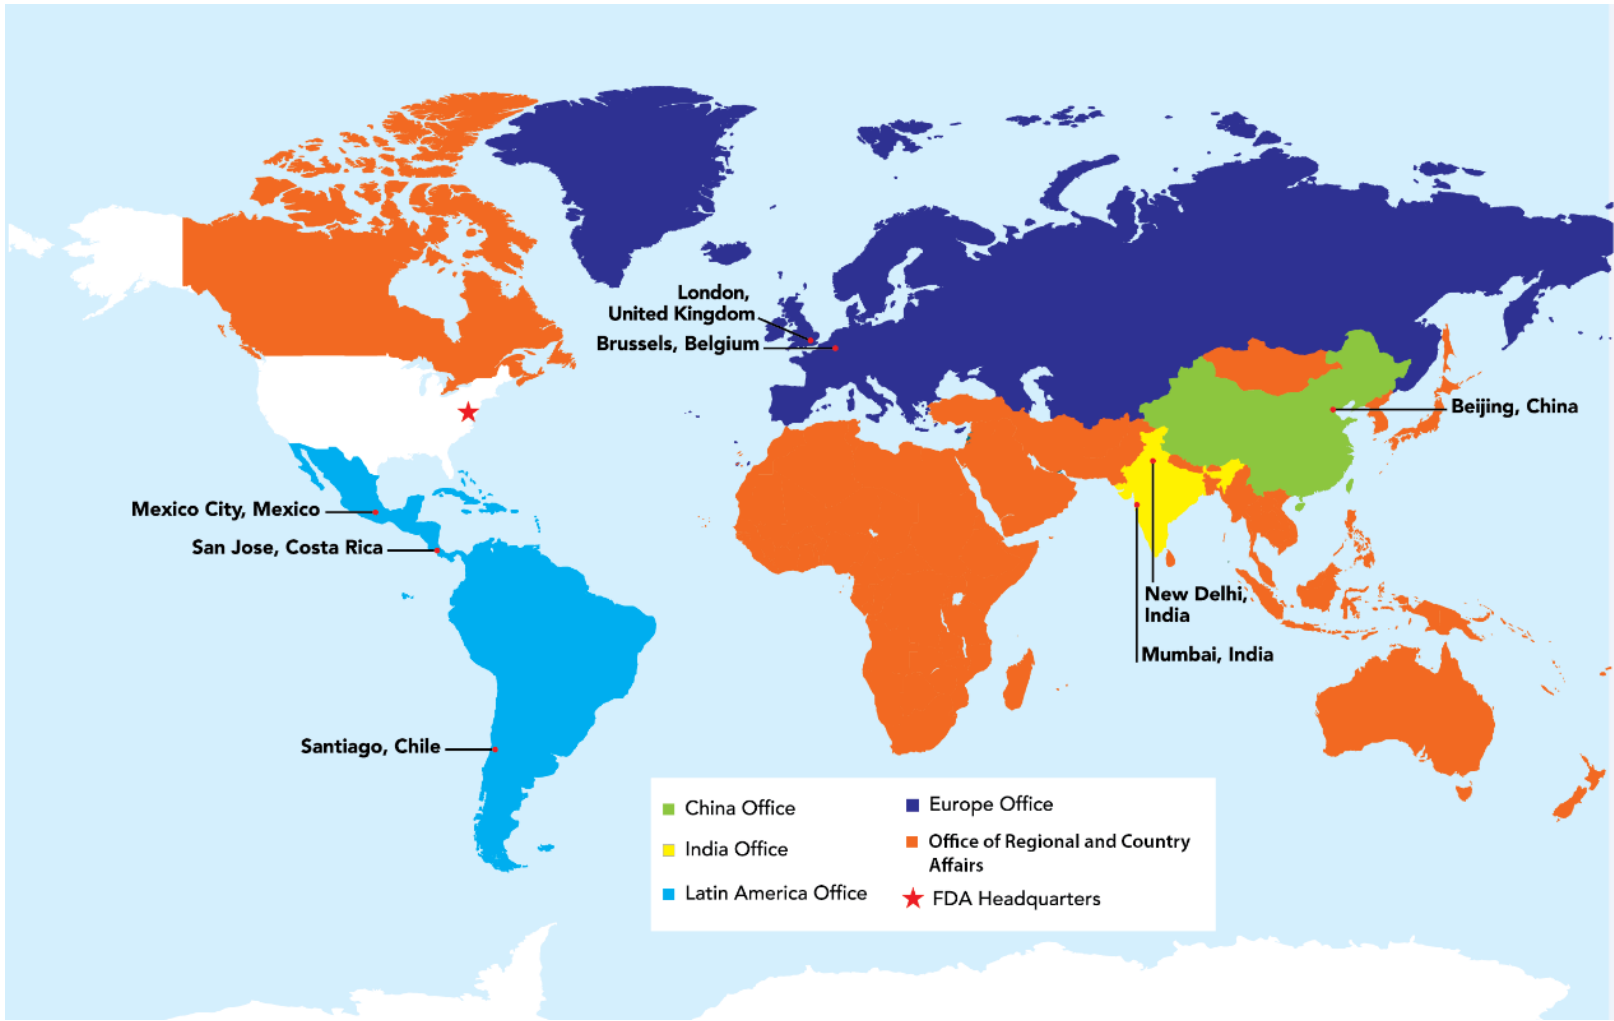 London,
United Kingdom
Brussels, Belgium
Beijing, China
Mexico City, Mexico
San Jose, Costa Rica
New Delhi,
India
Mumbai, India
Santiago, Chile
China Office
India Office
Latin America Office
Europe Office
Office of Regional and Country
Affairs
FDA Headquarters